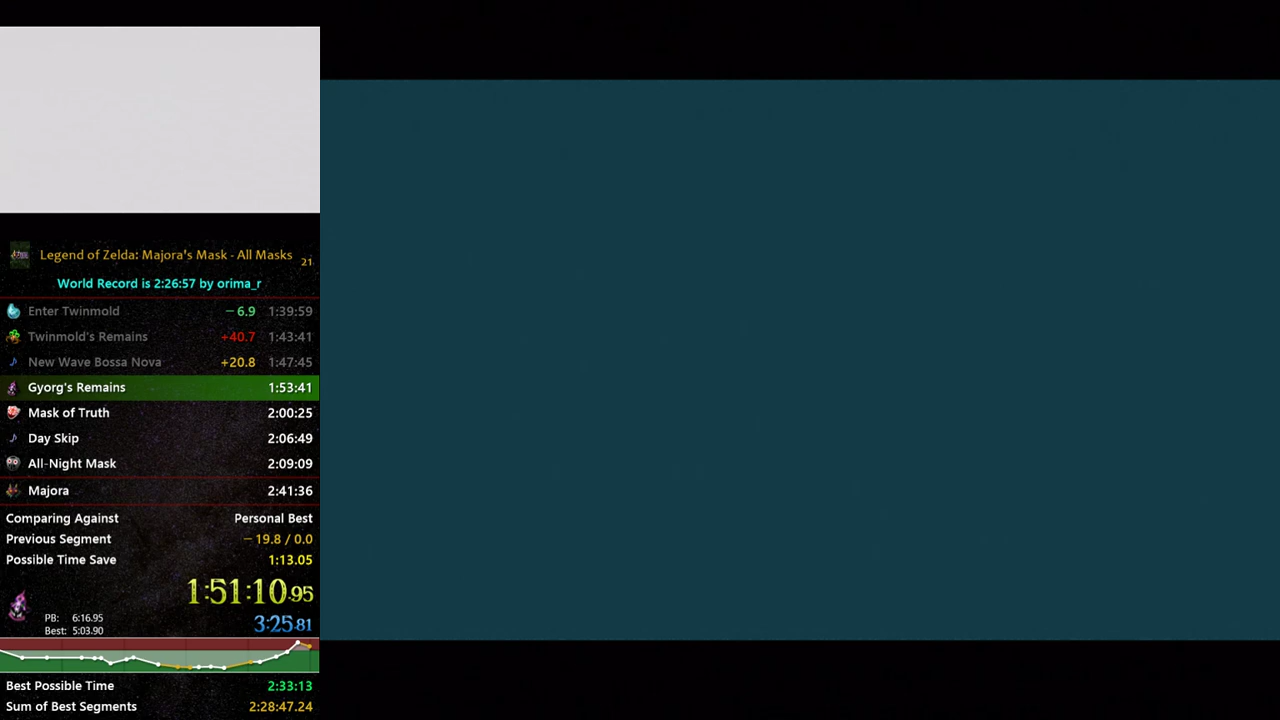 Legend of Zelda: Majora's Mask - All Masks 21
World Record is 2:26:57 by orima_r
Enter Twinmold −6.9 1:39:59
Twinmold's Remains +40.7 1:43:41
New Wave Bossa Nova +20.8 1:47:45
Gyorg's Remains 1:53:41
Mask of Truth 2:00:25
Day Skip 2:06:49
All-Night Mask 2:09:09
Majora 2:41:36
Comparing Against Personal Best
Previous Segment −19.8 / 0.0
Possible Time Save 1:13.05
1:51:10.95
PB: 6:16.95
Best: 5:03.90
3:25.81
Best Possible Time 2:33:13
Sum of Best Segments 2:28:47.24